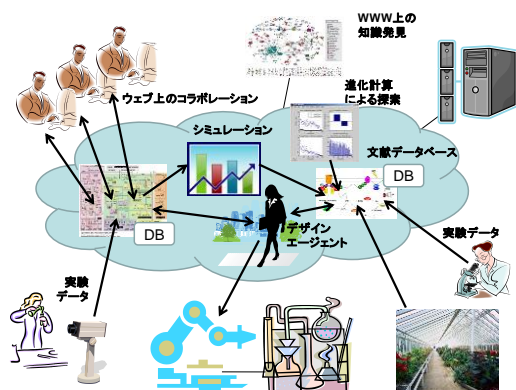 WWW上の
知識発見
進化計算
による探素
ウェブ上のコラボレーション
シミュレーション
文献データベース
DB
DB
デザイン
エージェント
実験データ
実験
データ